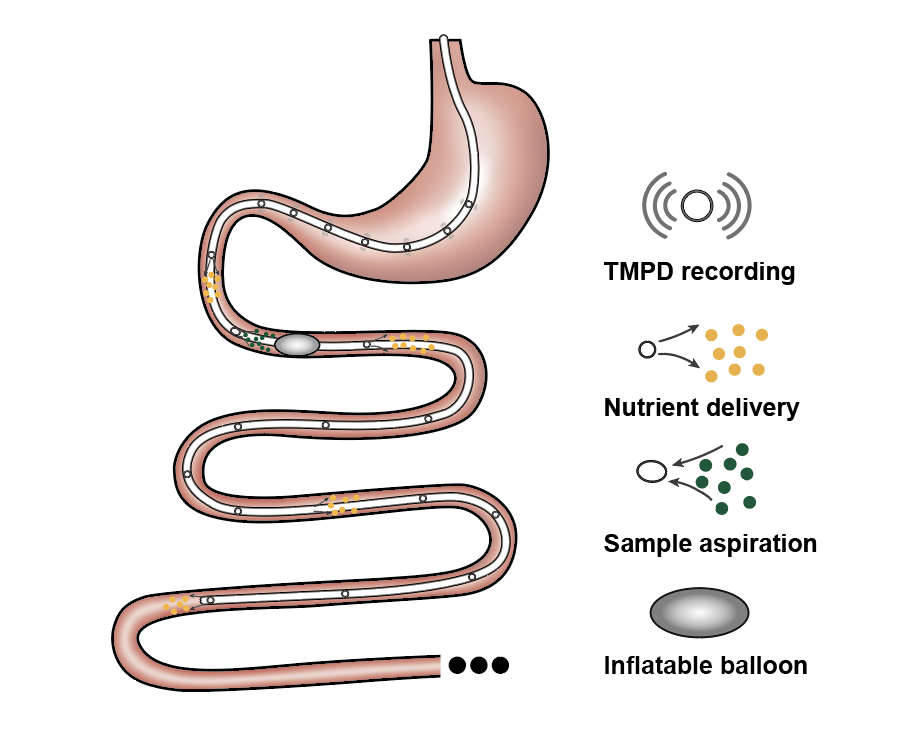 TMPD recording
Nutrient delivery
Sample aspiration
Inflatable balloon